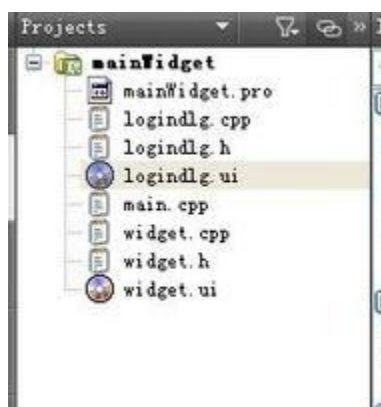 Projects
mainWidget
mainWidget.pro
logindlg.cpp
logindlg.h
logindlg.ui
main.cpp
widget.cpp
widget.h
widget.ui